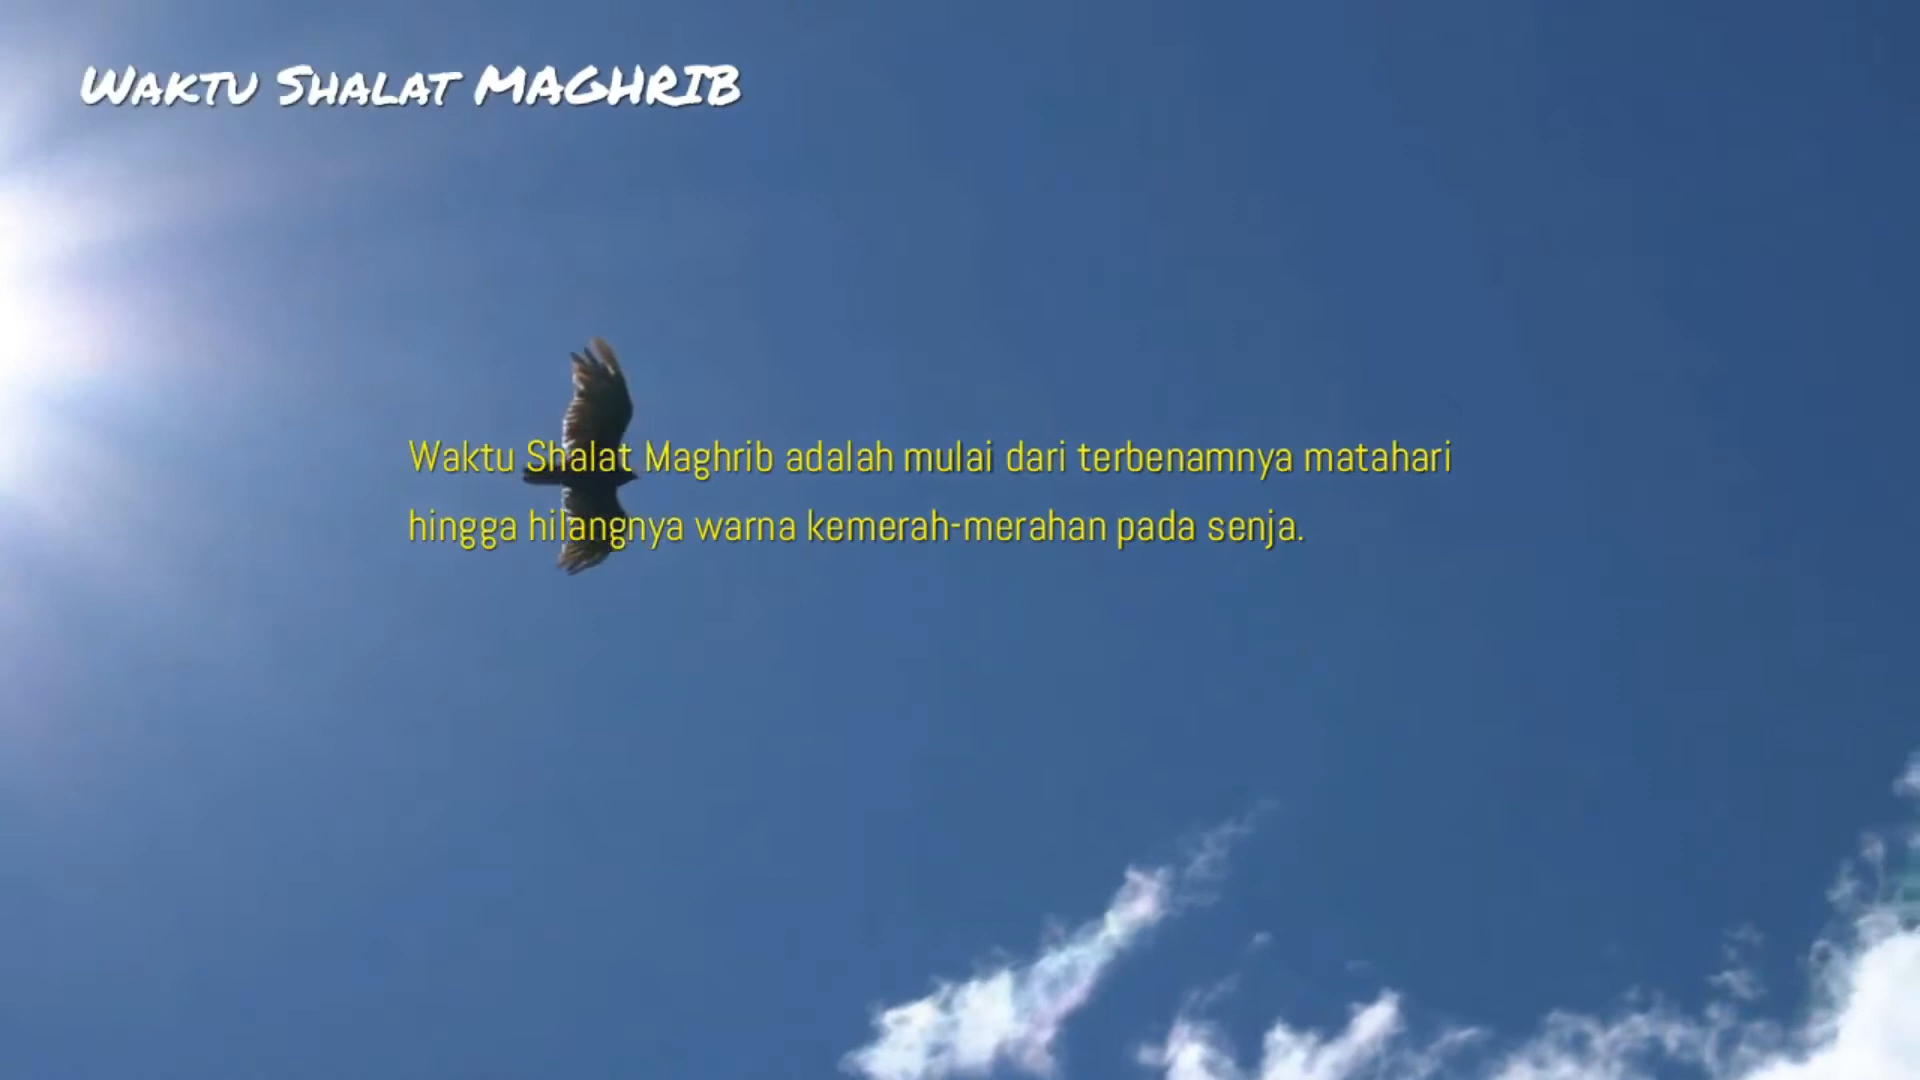 Waktu Shalat MAGHRIB
Waktu Shalat Maghrib adalah mulai dari terbenamnya matahari
hingga hilangnya warna kemerah-merahan pada senja.